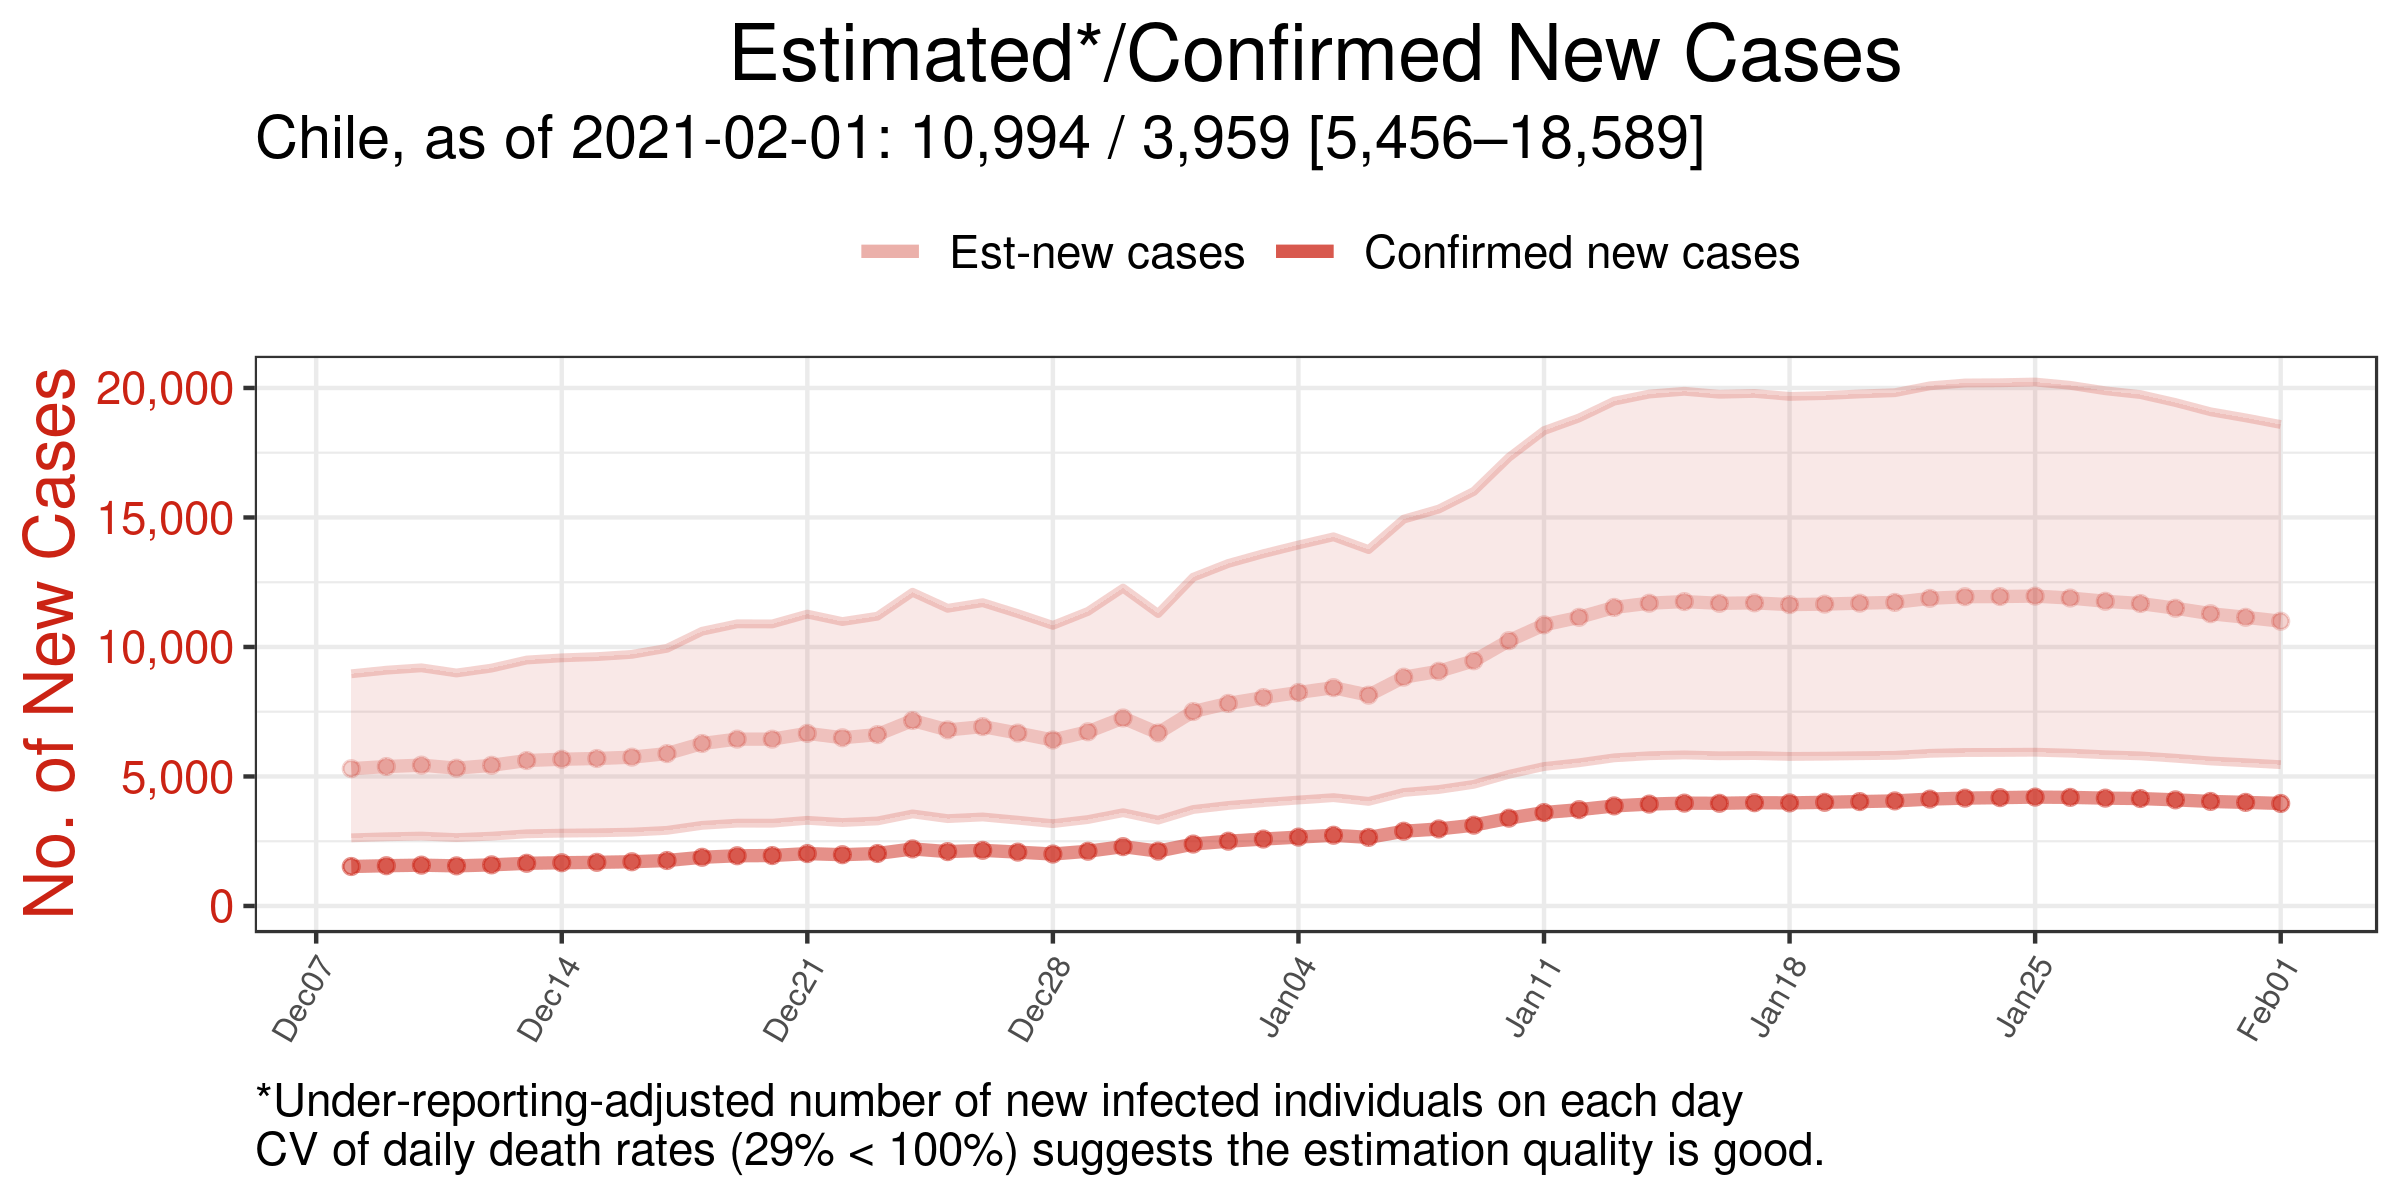 Estimated*/Confirmed New Cases
Chile, as of 2021-02-01: 10,994 / 3,959 [5,456–18,589]
Est-new cases
Confirmed new cases
No. of New Cases
20,000
15,000
10,000
5,000
0
Dec07
Dec14
Dec21
Dec28
Jan04
Jan11
Jan18
Jan25
Feb01
*Under-reporting-adjusted number of new infected individuals on each day
CV of daily death rates (29% < 100%) suggests the estimation quality is good.